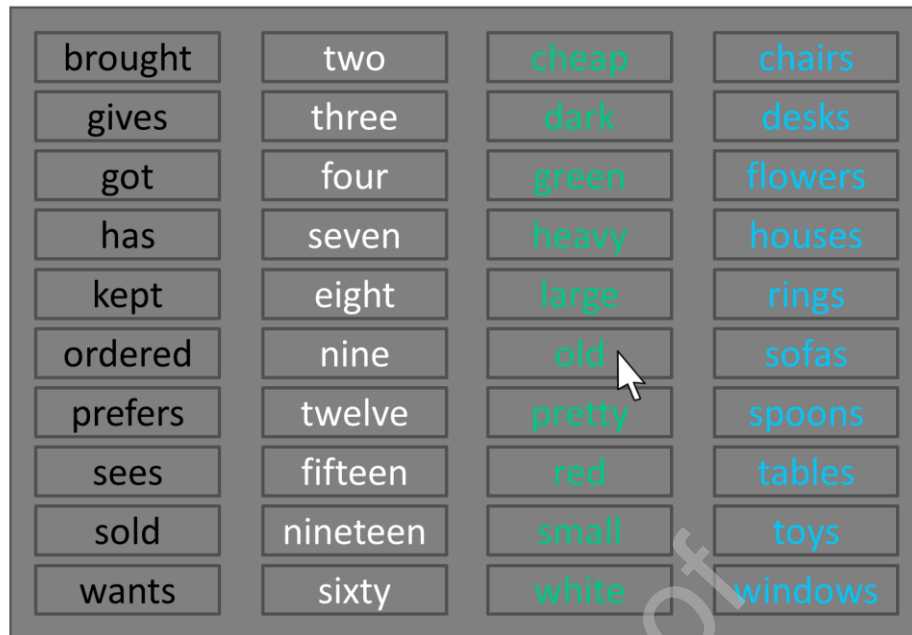 brought two cheap chairs
gives three dark desks
got four green flowers
has seven heavy houses
kept eight large rings
ordered nine old sofas
prefers twelve pretty spoons
sees fifteen red tables
sold nineteen small toys
wants sixty white windows
of